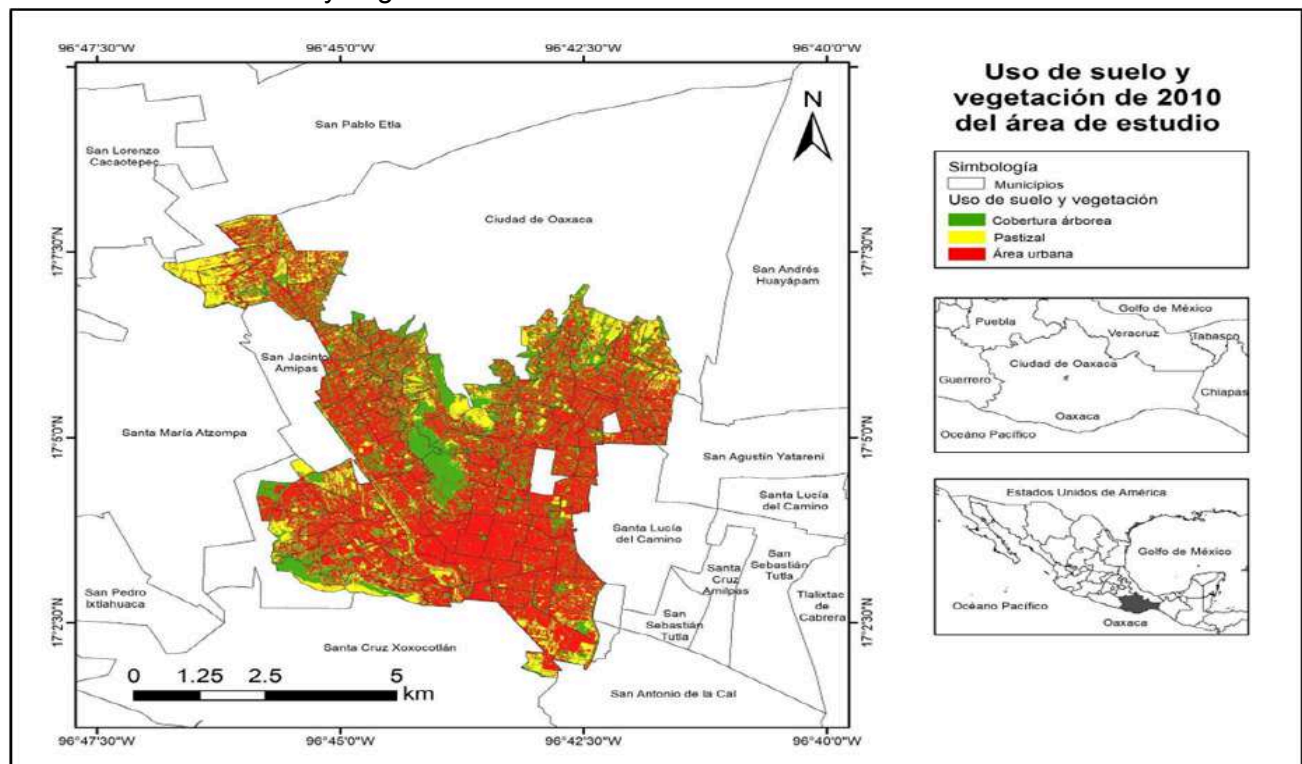 96°47'30"W
96°45'0"W
96°42'30"W
96°40'0"W
17°7'30"N
17°5'0"N
17°2'30"N
San Pablo Etla
San Lorenzo
Cacaotepec
Ciudad de Oaxaca
San Andrés
Huayápam
San Jacinto
Amipas
Santa María Atzompa
San Agustín Yatareni
Santa Lucía
del Camino
Santa Lucía
del Camino
San
Sebastián
Tutla
Santa
Cruz
Amilpas
San
Sebastián
Tutla
Tlalixtac
de
Cabrera
San Pedro
Ixtlahuaca
Santa Cruz Xoxocotlán
San Antonio de la Cal
N
0 1.25 2.5 5
km
17°7'30"N
17°5'0"N
17°2'30"N
96°47'30"W
96°45'0"W
96°42'30"W
96°40'0"W
Uso de suelo y
vegetación de 2010
del área de estudio
Simbología
Municipios
Uso de suelo y vegetación
Cobertura árborea
Pastizal
Área urbana
Golfo de México
Puebla
Veracruz
Tabasco
Ciudad de Oaxaca
Guerrero
Chiapas
Oaxaca
Océano Pacífico
Estados Unidos de América
Golfo de México
Océano Pacífico
Oaxaca